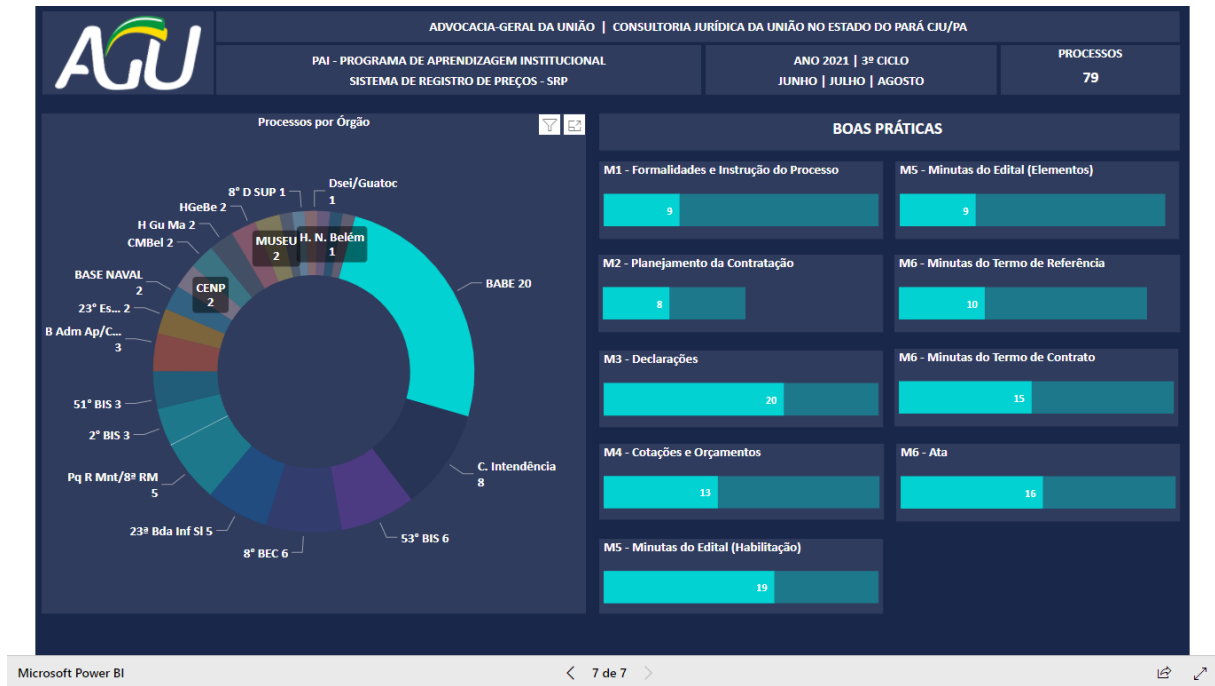 AGU
ADVOCACIA-GERAL DA UNIÃO | CONSULTORIA JURÍDICA DA UNIÃO NO ESTADO DO PARÁ CJU/PA
PAI - PROGRAMA DE APRENDIZAGEM INSTITUCIONAL
SISTEMA DE REGISTRO DE PREÇOS - SRP
ANO 2021 | 3º CICLO
JUNHO | JULHO | AGOSTO
PROCESSOS
79
Processos por Órgão
Dsei/Guatoc
1
8° D SUP 1
HGeBe 2
H Gu Ma 2
CMBel 2
MUSEU
2
H. N. Belém
1
BASE NAVAL
2
CENP
2
23° Es... 2
B Adm Ap/C...
3
51° BIS 3
2° BIS 3
Pq R Mnt/8ª RM
5
23ª Bda Inf Sl 5
8° BEC 6
53° BIS 6
C. Intendência
8
BABE 20
BOAS PRÁTICAS
M1 - Formalidades e Instrução do Processo
9
M5 - Minutas do Edital (Elementos)
9
M2 - Planejamento da Contratação
8
M6 - Minutas do Termo de Referência
10
M3 - Declarações
20
M6 - Minutas do Termo de Contrato
15
M4 - Cotações e Orçamentos
13
M6 - Ata
16
M5 - Minutas do Edital (Habilitação)
19
Microsoft Power BI
7 de 7